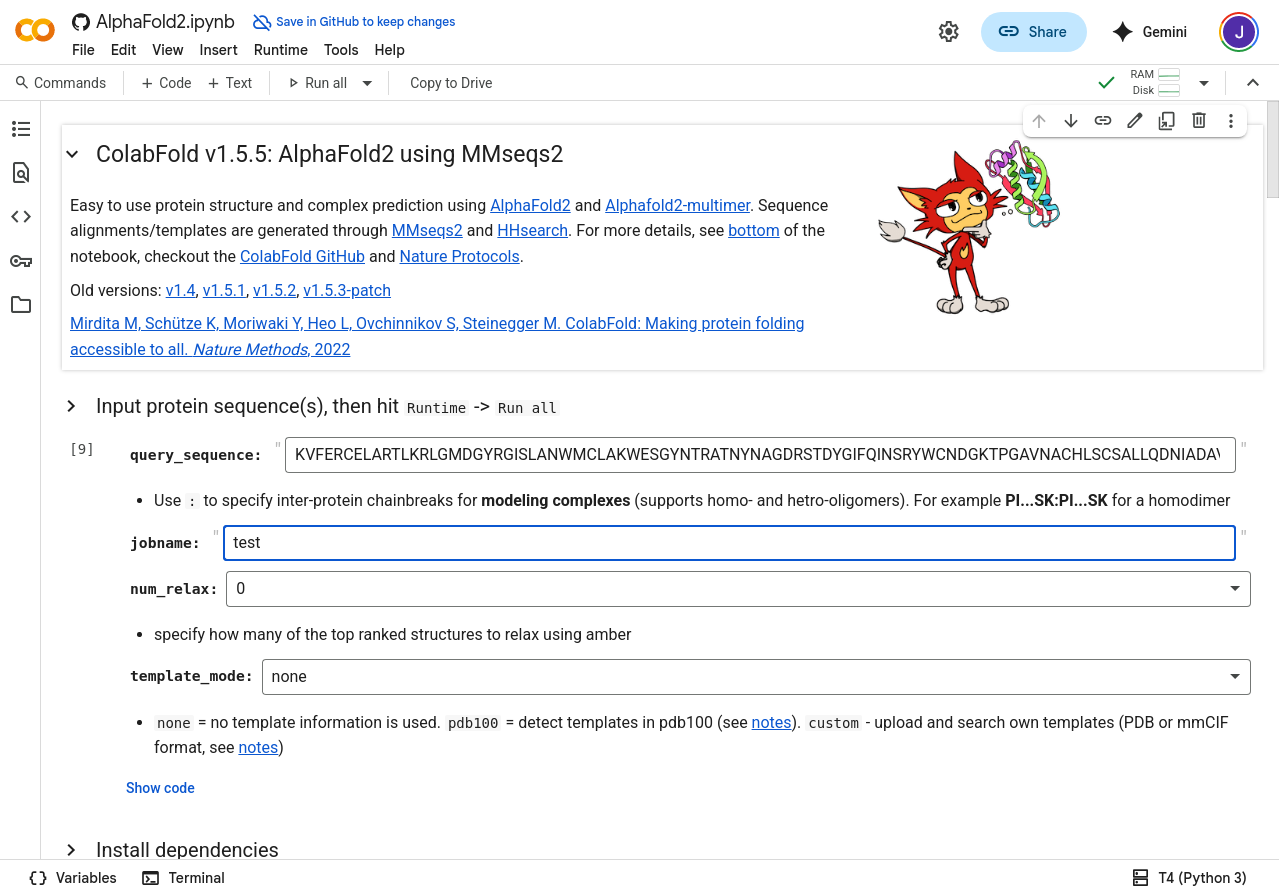 AlphaFold2.ipynb Save in GitHub to keep changes
File Edit View Insert Runtime Tools Help
Share Gemini J
Commands + Code + Text Run all Copy to Drive
RAM
Disk
ColabFold v1.5.5: AlphaFold2 using MMseqs2
Easy to use protein structure and complex prediction using AlphaFold2 and Alphafold2-multimer. Sequence
alignments/templates are generated through MMseqs2 and HHsearch. For more details, see bottom of the
notebook, checkout the ColabFold GitHub and Nature Protocols.
Old versions: v1.4, v1.5.1, v1.5.2, v1.5.3-patch
Mirdita M, Schütze K, Moriwaki Y, Heo L, Ovchinnikov S, Steinegger M. ColabFold: Making protein folding
accessible to all. Nature Methods, 2022
Input protein sequence(s), then hit Runtime -> Run all
[9] query_sequence: " KVFERCELARTLKRLGMDGYRGISLANWMCLAKWESGYNTRATNYNAGDRSTDYGIFQINSRYWCNDGKTPGAVNACHLSCSALLQDNIADAV "
• Use : to specify inter-protein chainbreaks for modeling complexes (supports homo- and hetro-oligomers). For example PI...SK:PI...SK for a homodimer
jobname: " test "
num_relax: 0
• specify how many of the top ranked structures to relax using amber
template_mode: none
• none = no template information is used. pdb100 = detect templates in pdb100 (see notes). custom - upload and search own templates (PDB or mmCIF
format, see notes)
Show code
Install dependencies
Variables Terminal T4 (Python 3)